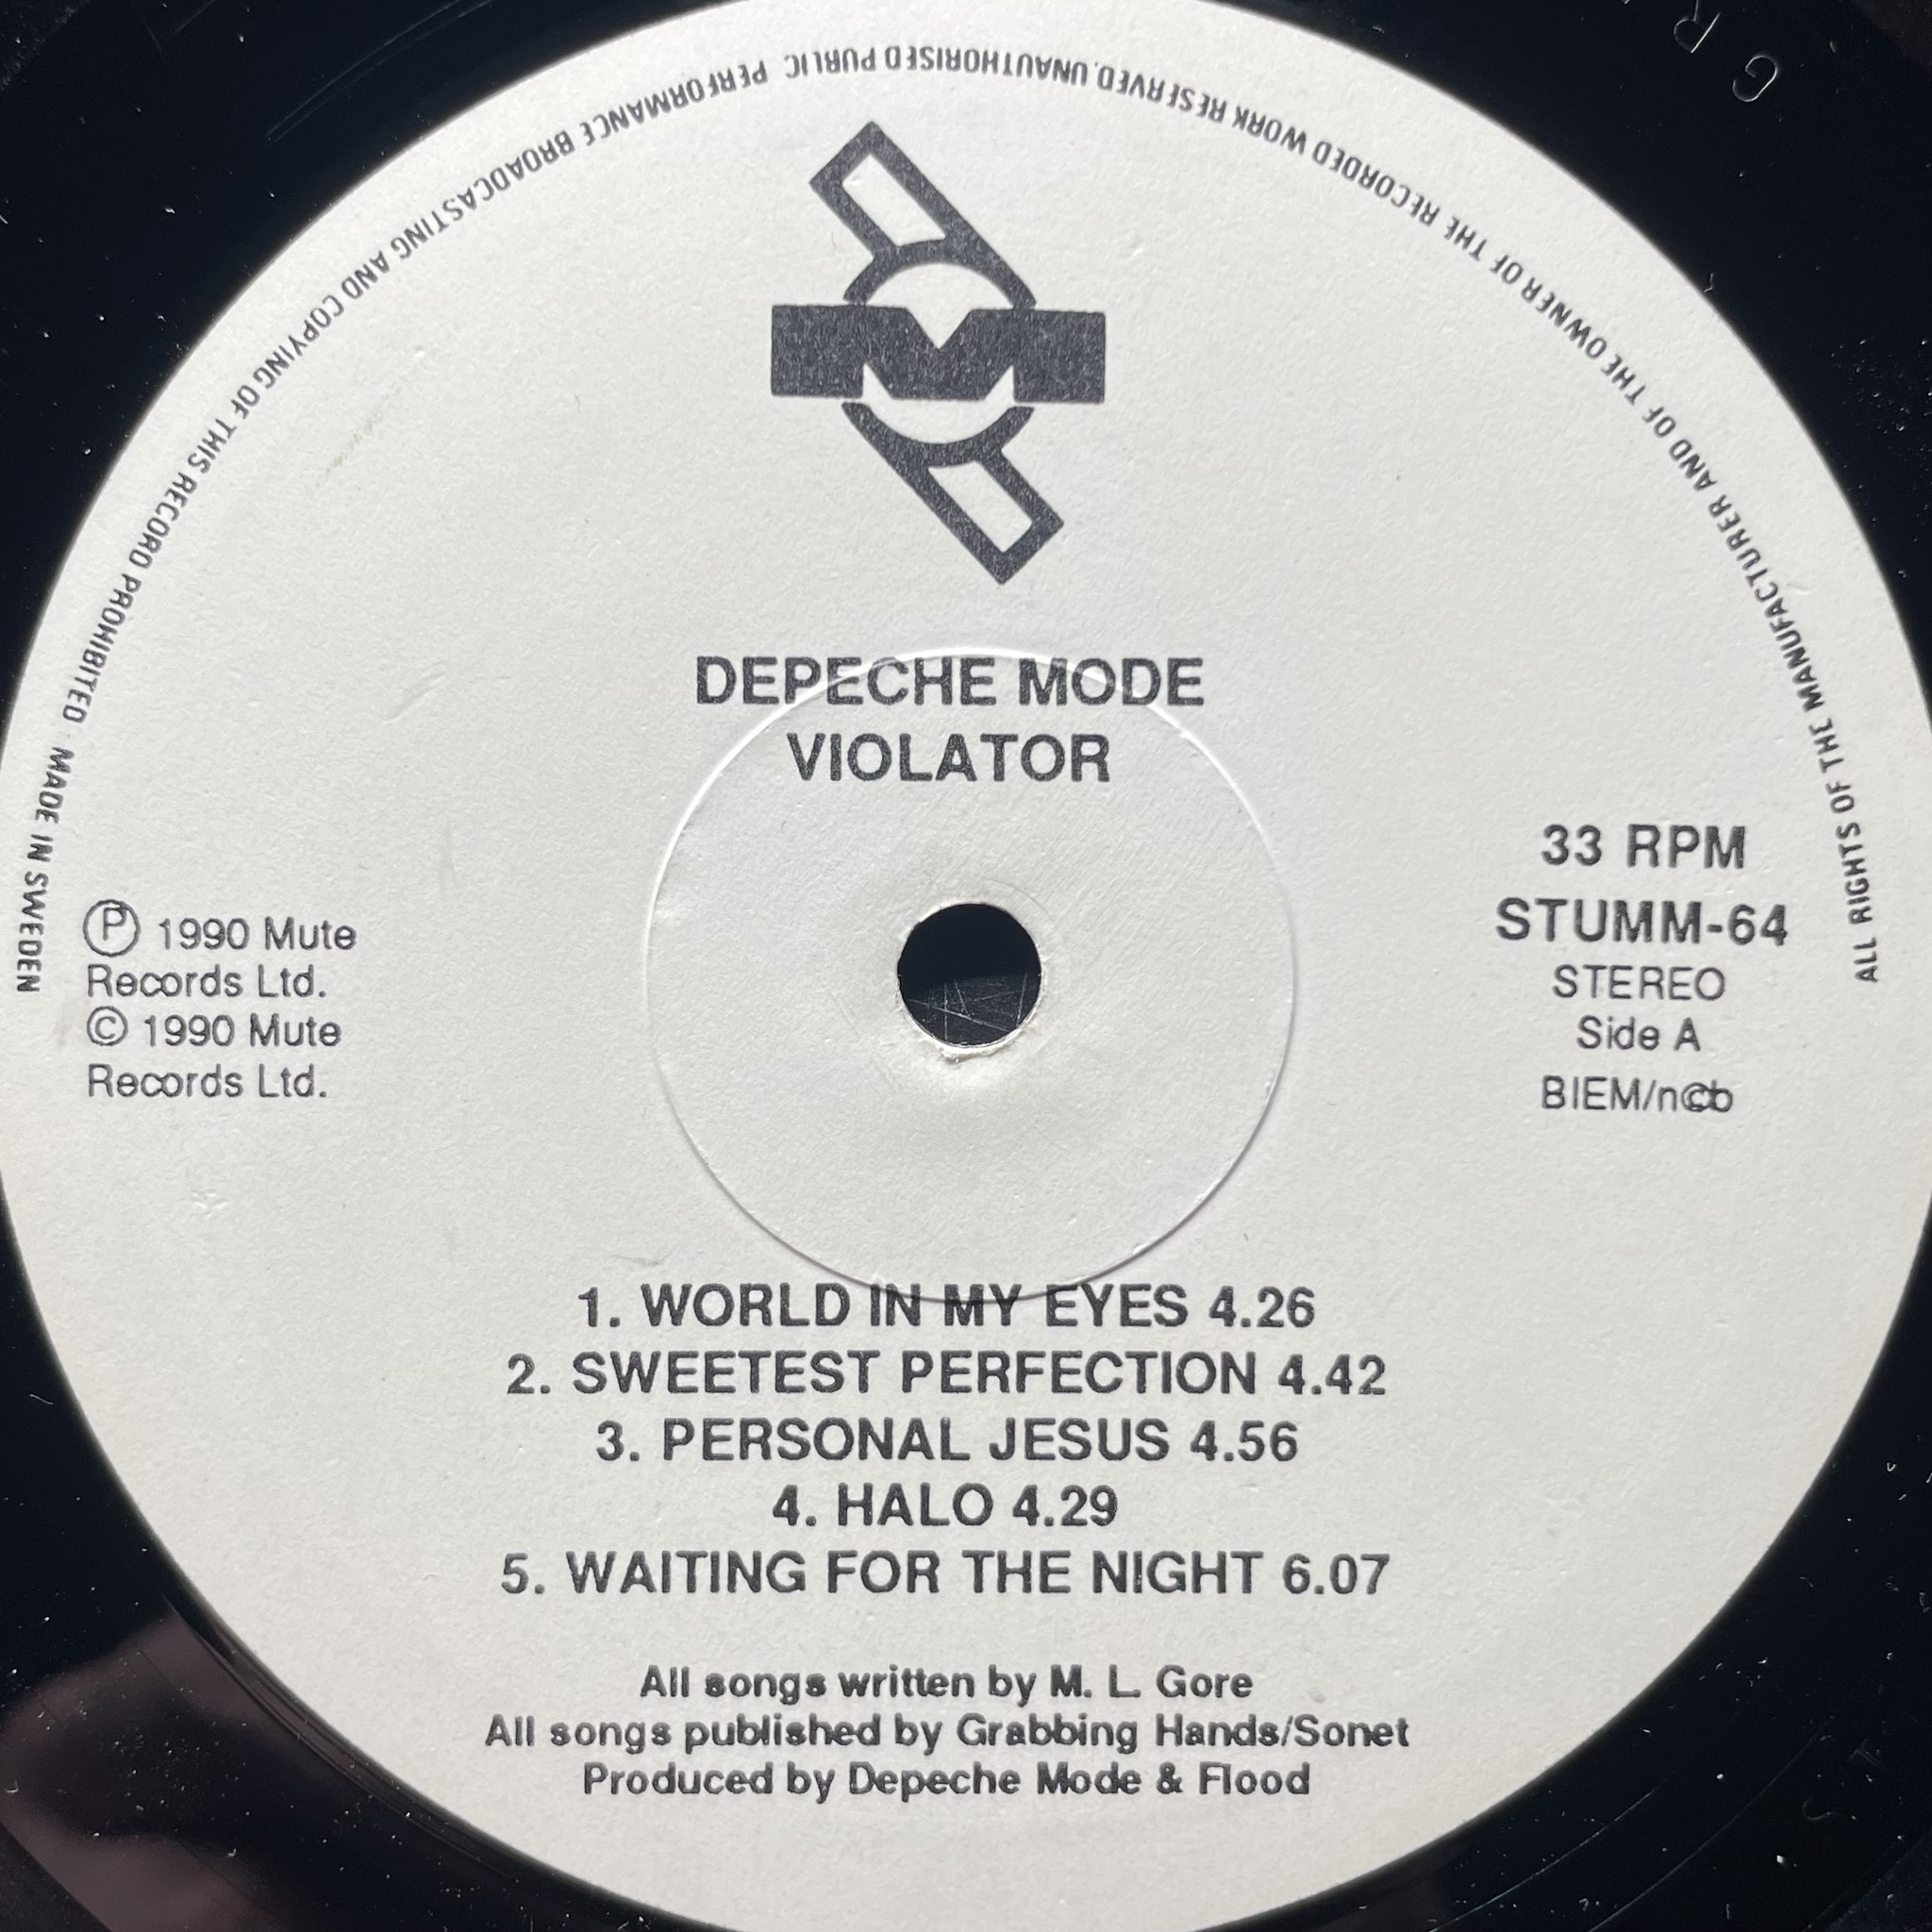 ALL RIGHTS OF THE MANUFACTURER AND OF THE OWNER OF THE RECORDED WORK RESERVED. UNAUTHORISED PUBLIC PERFORMANCE BROADCASTING AND COPYING OF THIS RECORD PROHIBITED · MADE IN SWEDEN
DEPECHE MODE
VIOLATOR
33 RPM
STUMM-64
STEREO
Side A
BIEM/n©b
Ⓟ 1990 Mute
Records Ltd.
© 1990 Mute
Records Ltd.
1. WORLD IN MY EYES 4.26
2. SWEETEST PERFECTION 4.42
3. PERSONAL JESUS 4.56
4. HALO 4.29
5. WAITING FOR THE NIGHT 6.07
All songs written by M. L. Gore
All songs published by Grabbing Hands/Sonet
Produced by Depeche Mode & Flood